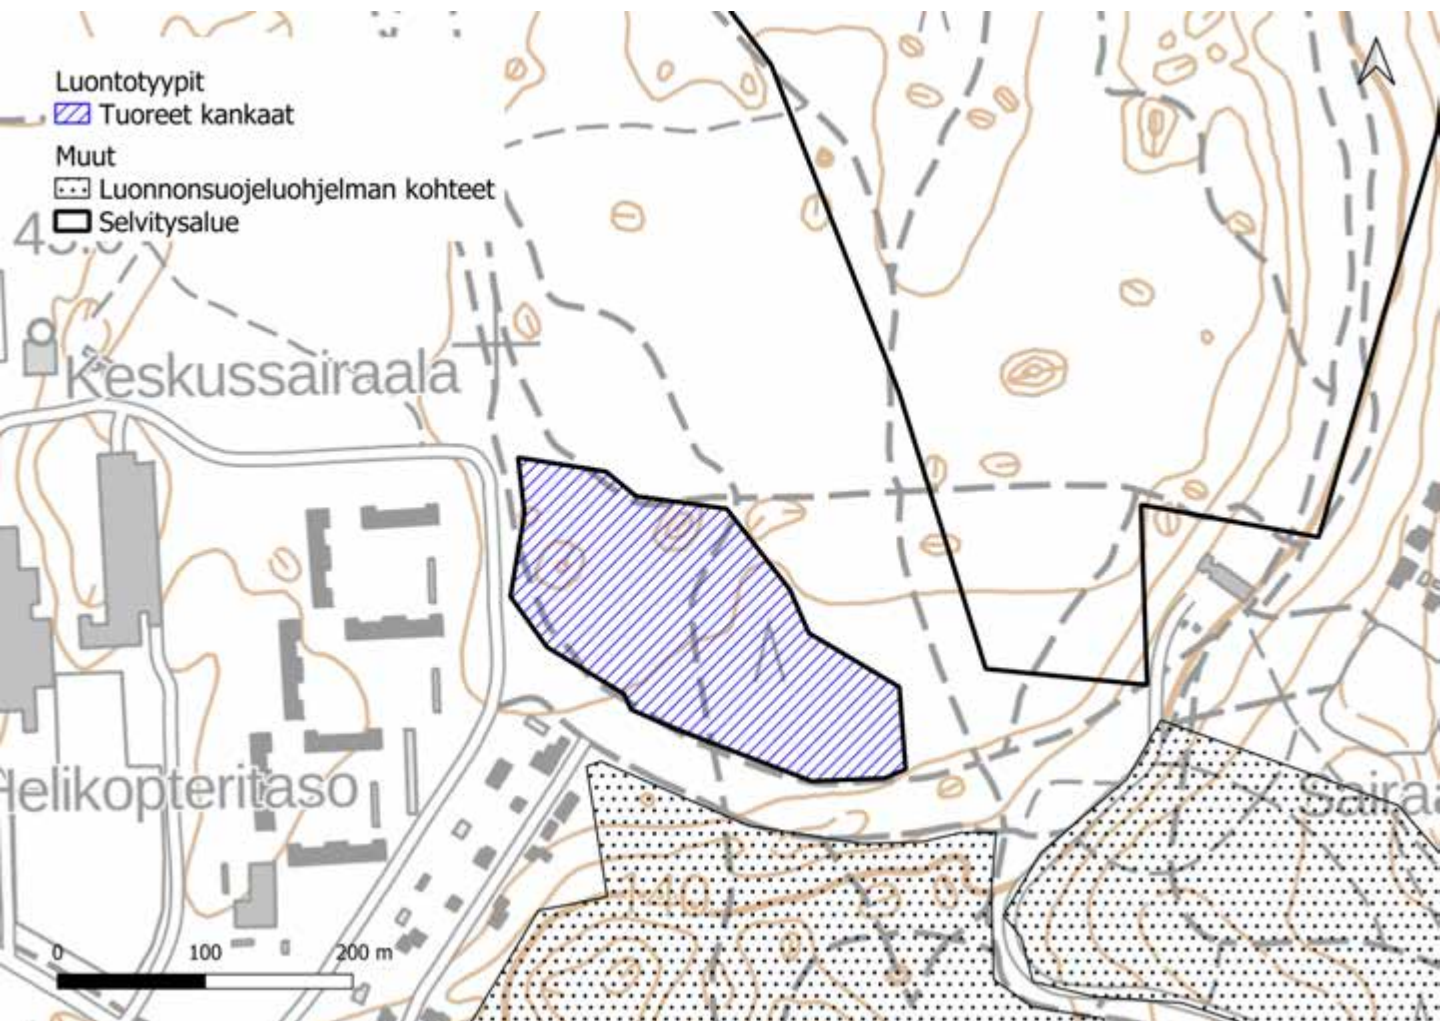 Luontotyypit
Tuoreet kankaat
Muut
Luonnonsuojeluohjelman kohteet
Selvitysalue
Keskussairaala
Helikopteritaso
140
0 100 200 m